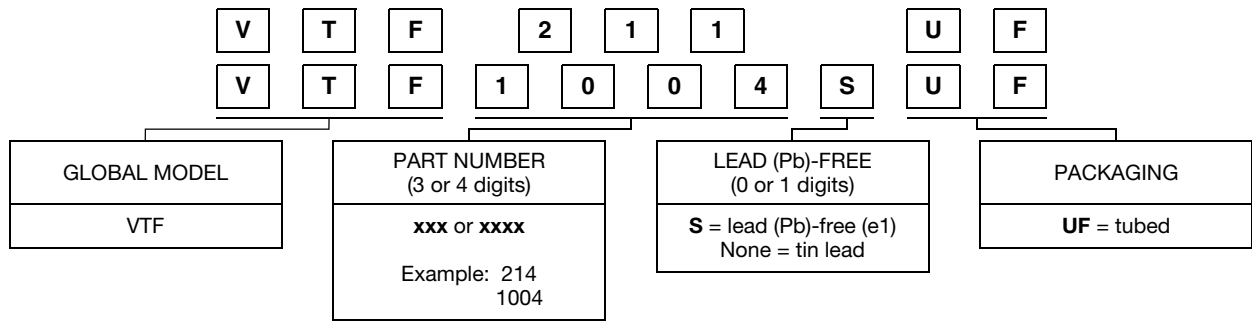 V T F 2 1 1 U F
V T F 1 0 0 4 S U F
GLOBAL MODEL
VTF
PART NUMBER
(3 or 4 digits)
xxx or xxxx
Example: 214
1004
LEAD (Pb)-FREE
(0 or 1 digits)
S = lead (Pb)-free (e1)
None = tin lead
PACKAGING
UF = tubed